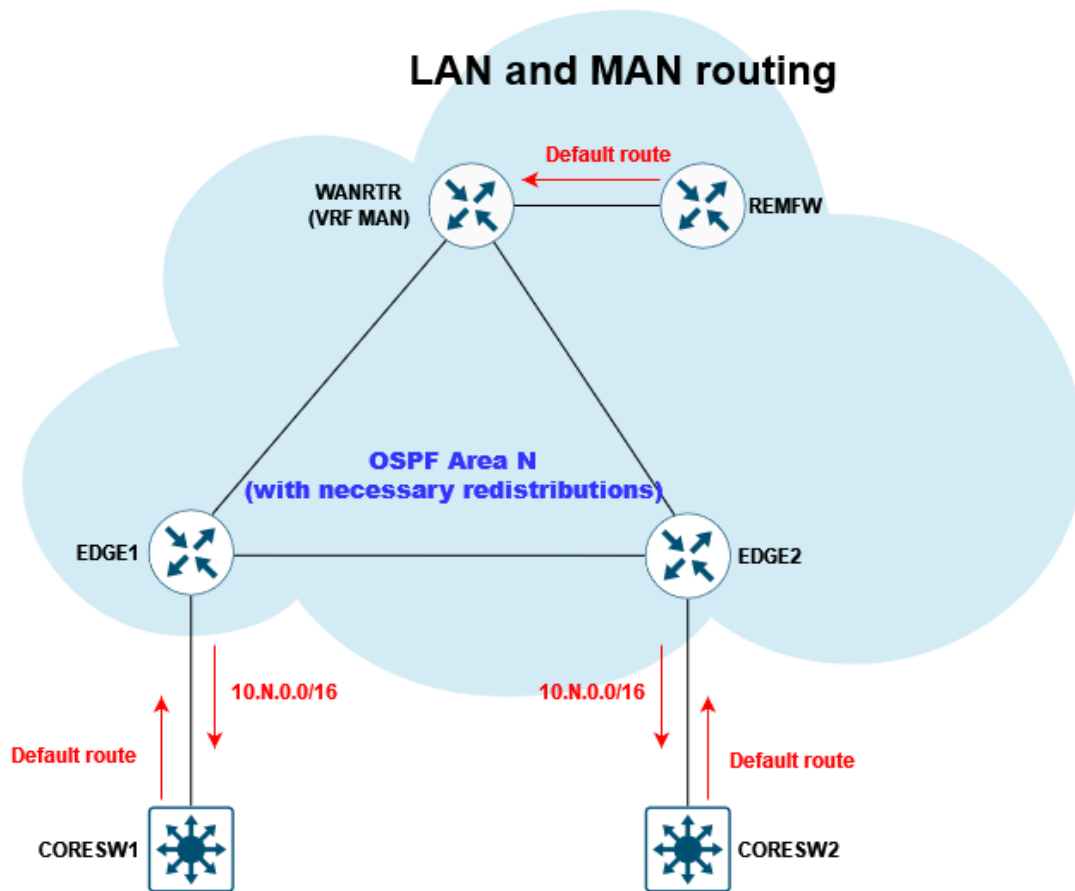 LAN and MAN routing
Default route
WANRTR
(VRF MAN)
REMFW
OSPF Area N
(with necessary redistributions)
EDGE1
EDGE2
10.N.0.0/16
10.N.0.0/16
Default route
Default route
CORESW1
CORESW2